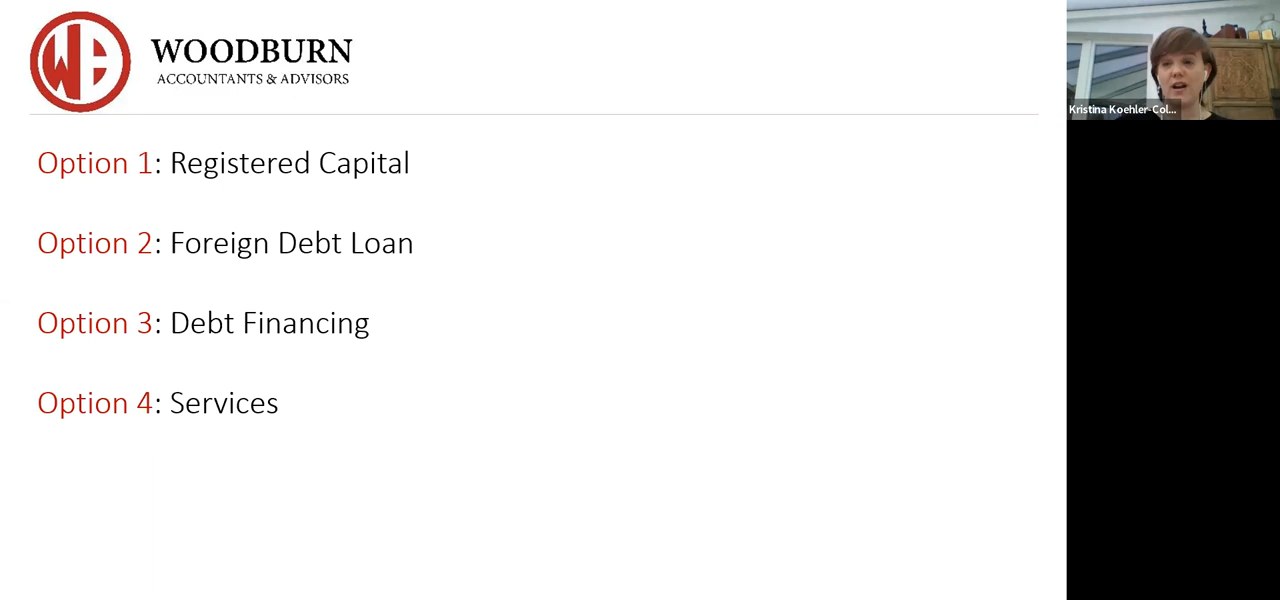 WOODBURN
ACCOUNTANTS & ADVISORS
Option 1: Registered Capital
Option 2: Foreign Debt Loan
Option 3: Debt Financing
Option 4: Services
Kristina Koehler-Col...